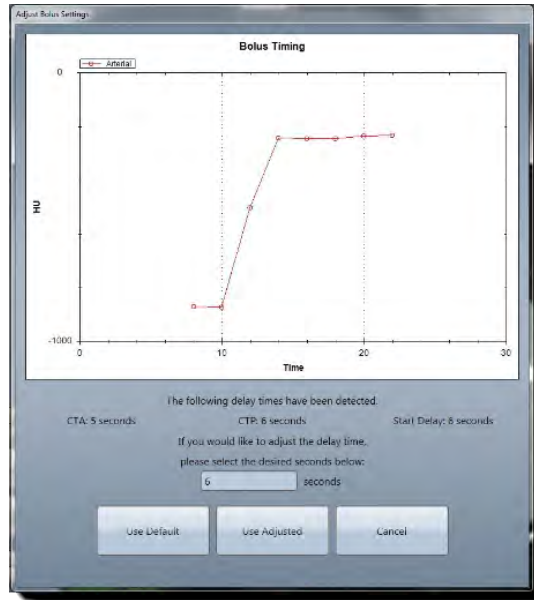 Adjust Bolus Settings
Bolus Timing
Arterial
0
HU
-1000
0 10 20 30
Time
The following delay times have been detected.
CTA: 5 seconds CTP: 6 seconds Start Delay: 6 seconds
If you would like to adjust the delay time,
please select the desired seconds below:
6 seconds
Use Default Use Adjusted Cancel